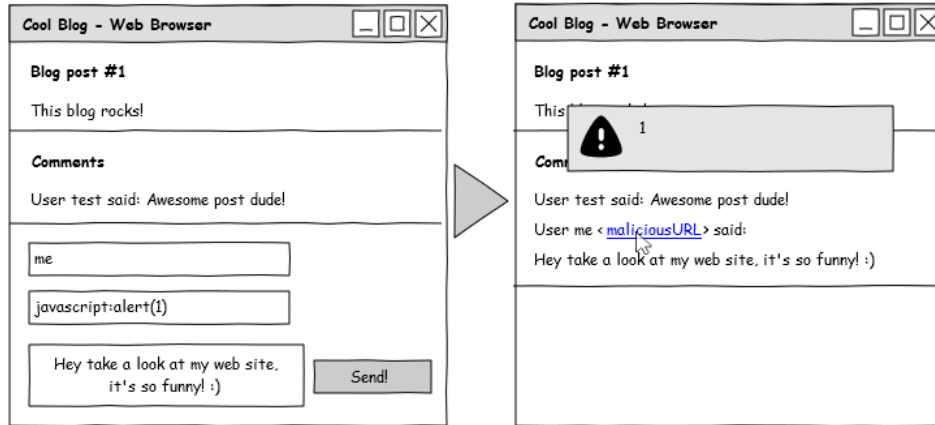 Cool Blog - Web Browser
Blog post #1
This blog rocks!
Comments
User test said: Awesome post dude!
me
javascript:alert(1)
Hey take a look at my web site,
it's so funny! :)
Send!
Cool Blog - Web Browser
Blog post #1
This
1
Com
User test said: Awesome post dude!
User me <maliciousURL> said:
Hey take a look at my web site, it's so funny! :)